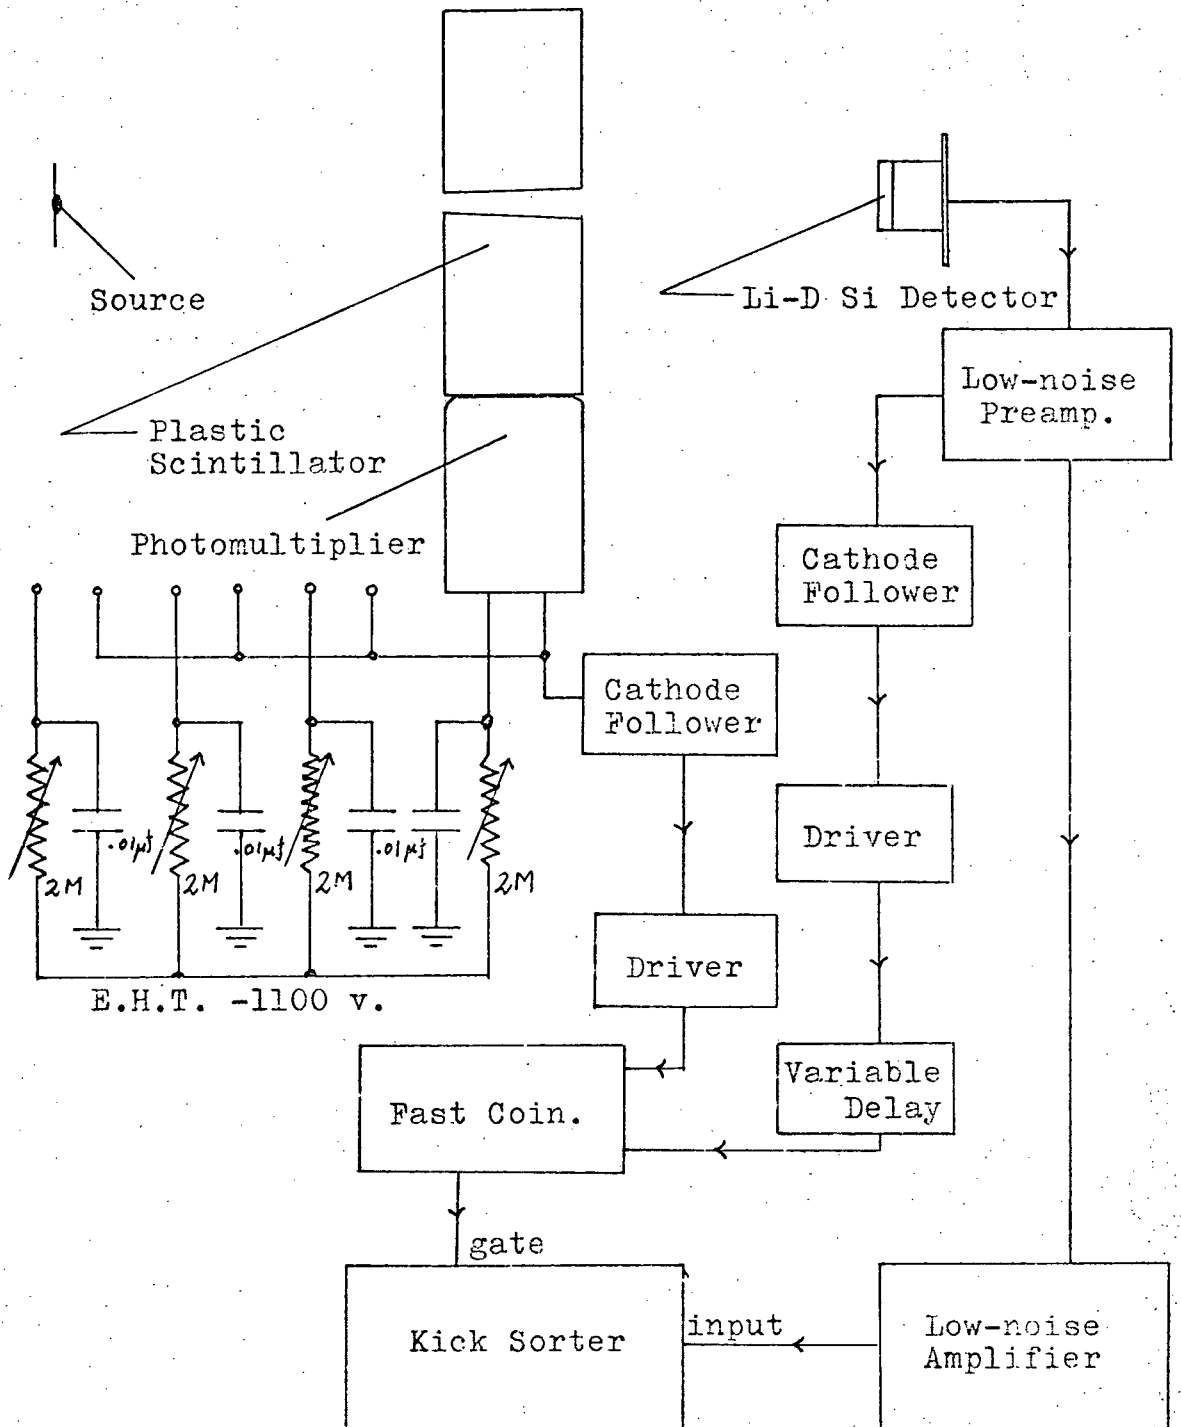 Source
Li-D Si Detector
Low-noise
Preamp.
Plastic
Scintillator
Photomultiplier
Cathode
Follower
Cathode
Follower
.01μf
.01μf
.01μf
2M
2M
2M
2M
Driver
Driver
E.H.T. -1100 v.
Variable
Delay
Fast Coin.
gate
Kick Sorter
input
Low-noise
Amplifier